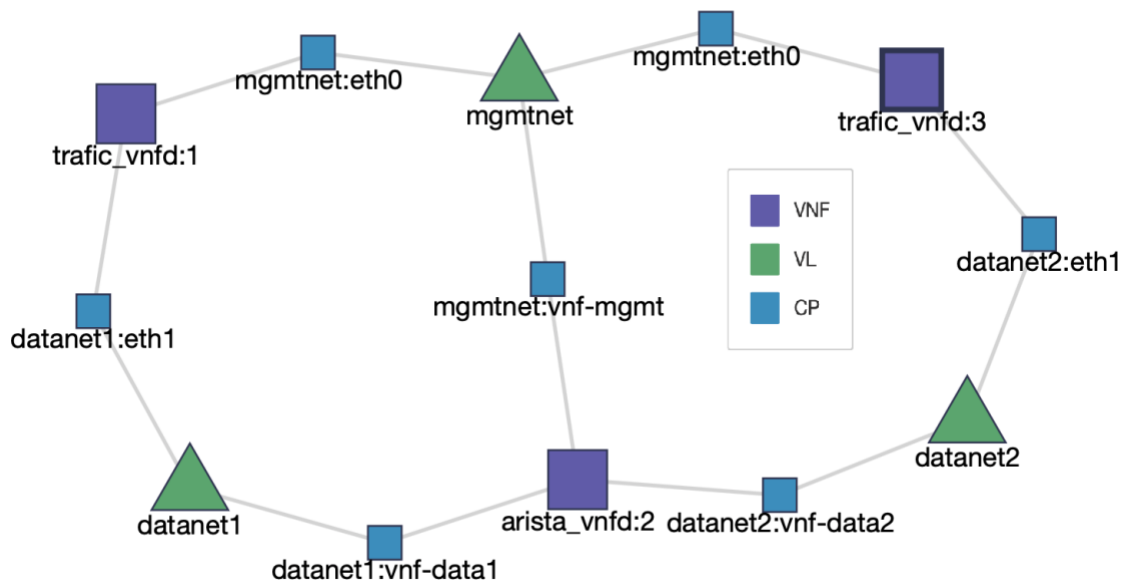 mgmtnet:eth0
mgmtnet:eth0
mgmtnet
trafic_vnfd:3
trafic_vnfd:1
VNF
VL
CP
datanet2:eth1
mgmtnet:vnf-mgmt
datanet1:eth1
datanet2
datanet1
arista_vnfd:2
datanet2:vnf-data2
datanet1:vnf-data1